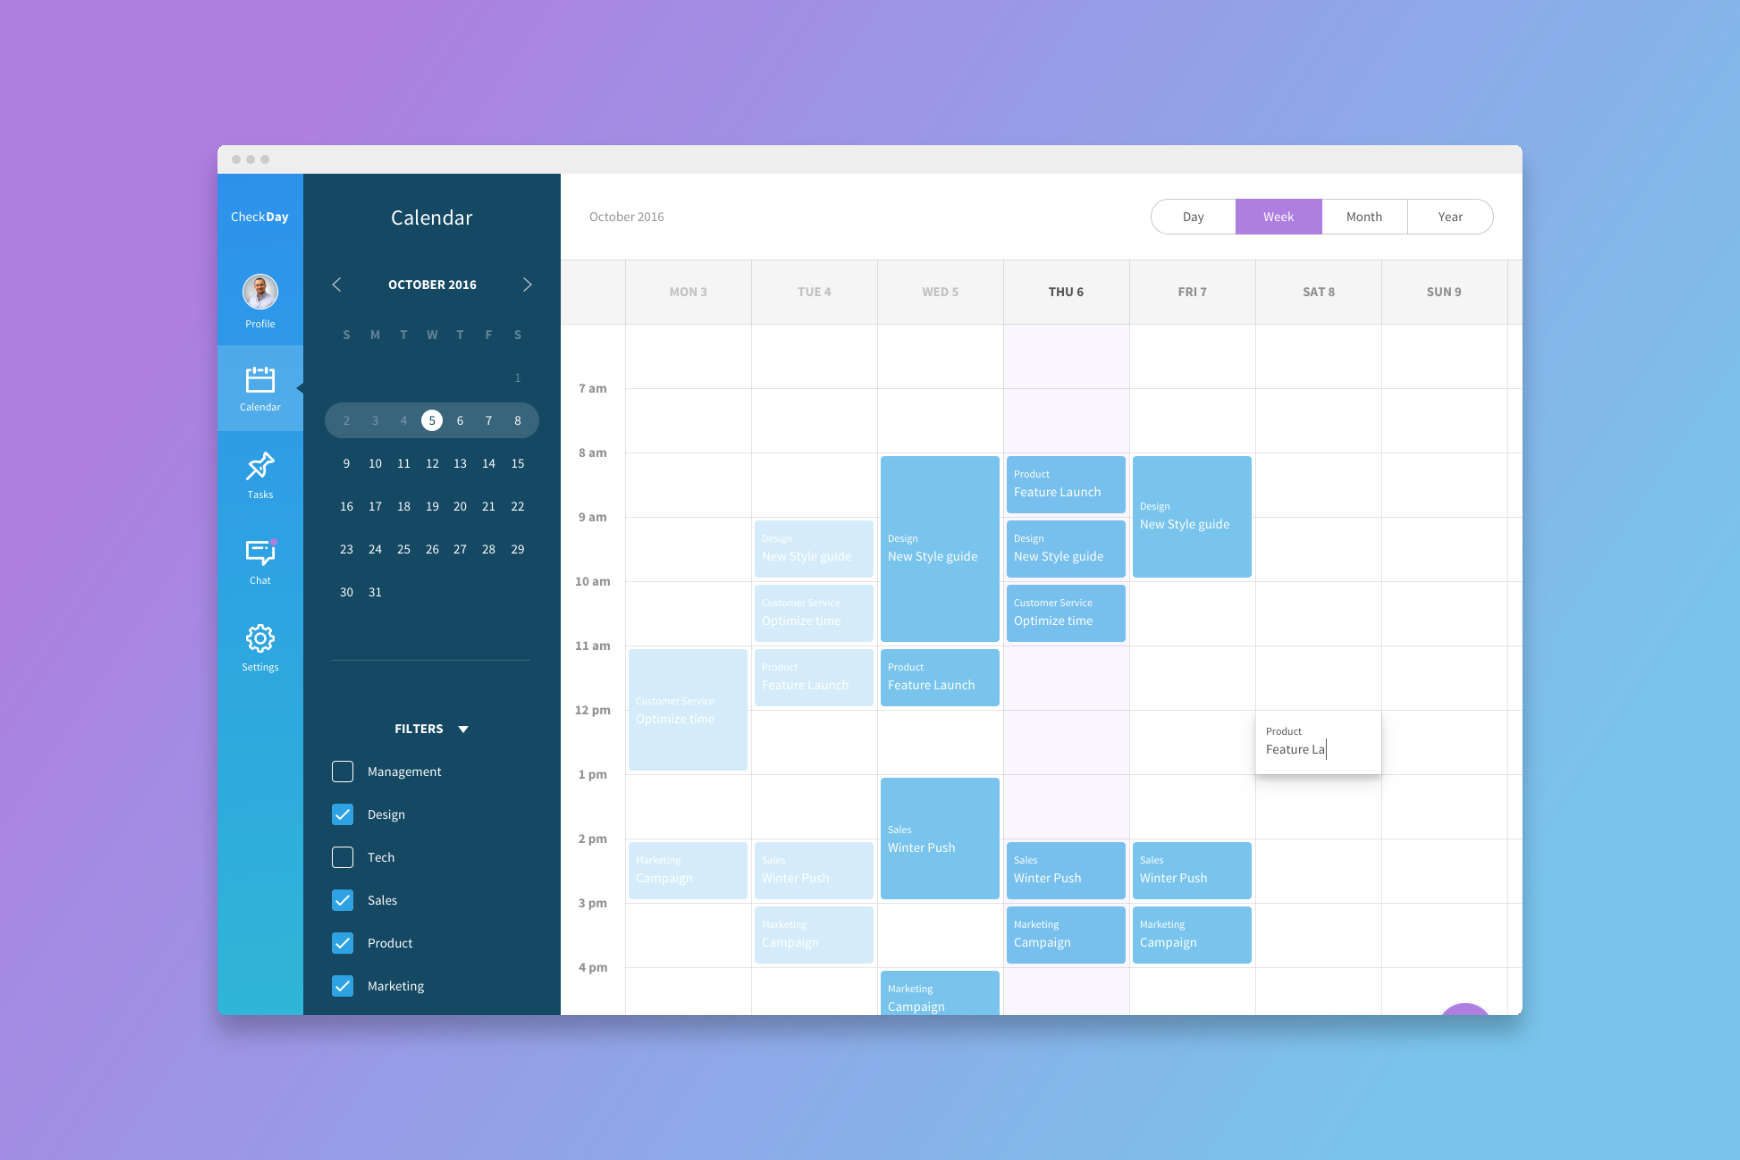 CheckDay
Profile
Calendar
Tasks
Chat
Settings
Calendar
OCTOBER 2016
S M T W T F S
1
2 3 4 5 6 7 8
9 10 11 12 13 14 15
16 17 18 19 20 21 22
23 24 25 26 27 28 29
30 31
FILTERS
Management
Design
Tech
Sales
Product
Marketing
October 2016
Day Week Month Year
MON 3 TUE 4 WED 5 THU 6 FRI 7 SAT 8 SUN 9
7 am
8 am
9 am
10 am
11 am
12 pm
1 pm
2 pm
3 pm
4 pm
Customer Service
Optimize time
Marketing
Campaign
Design
New Style guide
Customer Service
Optimize time
Product
Feature Launch
Sales
Winter Push
Marketing
Campaign
Design
New Style guide
Product
Feature Launch
Sales
Winter Push
Marketing
Campaign
Product
Feature Launch
Design
New Style guide
Customer Service
Optimize time
Sales
Winter Push
Marketing
Campaign
Design
New Style guide
Sales
Winter Push
Marketing
Campaign
Product
Feature La